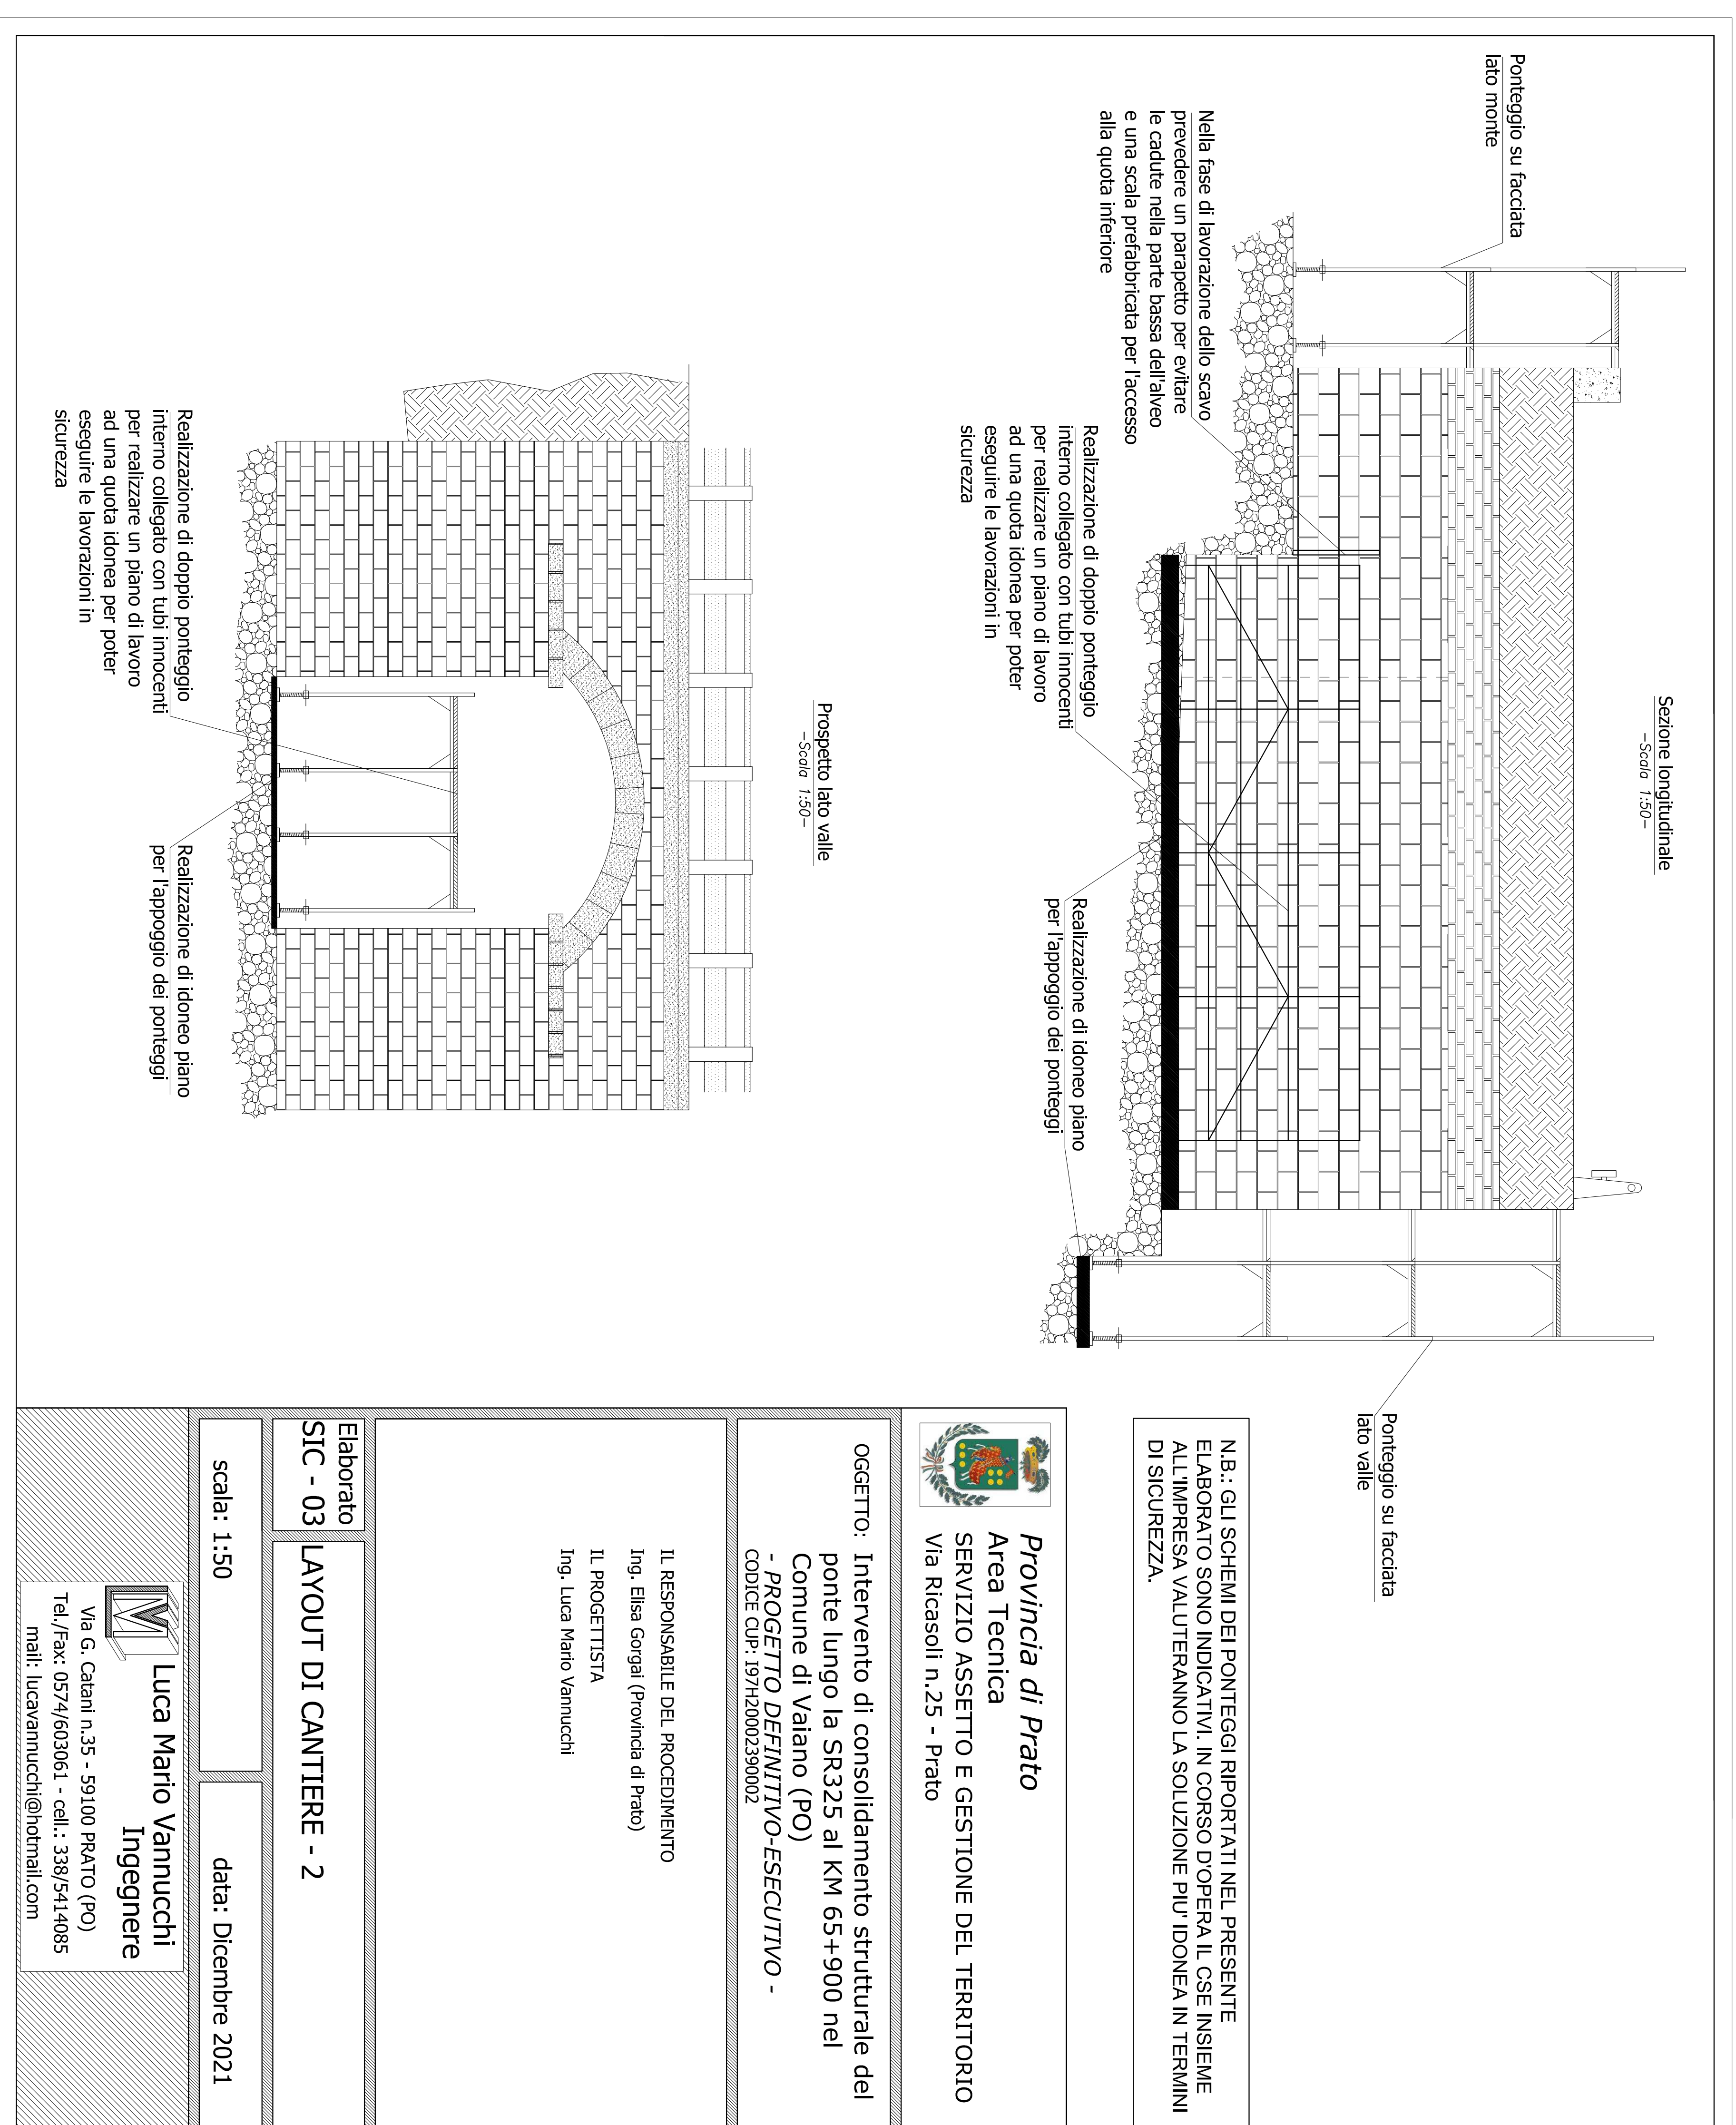 Sezione longitudinale
-Scala 1:50-
Ponteggio su facciata
lato monte
Nella fase di lavorazione dello scavo
prevedere un parapetto per evitare
le cadute nella parte bassa dell'alveo
e una scala prefabbricata per l'accesso
alla quota inferiore
Realizzazione di doppio ponteggio
interno collegato con tubi innocenti
per realizzare un piano di lavoro
ad una quota idonea per poter
eseguire le lavorazioni in
sicurezza
Realizzazione di idoneo piano
per l'appoggio dei ponteggi
Ponteggio su facciata
lato valle
Prospetto lato valle
-Scala 1:50-
Realizzazione di doppio ponteggio
interno collegato con tubi innocenti
per realizzare un piano di lavoro
ad una quota idonea per poter
eseguire le lavorazioni in
sicurezza
Realizzazione di idoneo piano
per l'appoggio dei ponteggi
N.B.: GLI SCHEMI DEI PONTEGGI RIPORTATI NEL PRESENTE
ELABORATO SONO INDICATIVI. IN CORSO D'OPERA IL CSE INSIEME
ALL'IMPRESA VALUTERANNO LA SOLUZIONE PIU' IDONEA IN TERMINI
DI SICUREZZA.
Provincia di Prato
Area Tecnica
SERVIZIO ASSETTO E GESTIONE DEL TERRITORIO
Via Ricasoli n.25 - Prato
OGGETTO: Intervento di consolidamento strutturale del
ponte lungo la SR325 al KM 65+900 nel
Comune di Vaiano (PO)
- PROGETTO DEFINITIVO-ESECUTIVO -
CODICE CUP: I97H20002390002
IL RESPONSABILE DEL PROCEDIMENTO
Ing. Elisa Gorgai (Provincia di Prato)
IL PROGETTISTA
Ing. Luca Mario Vannucchi
Elaborato
SIC - 03
LAYOUT DI CANTIERE - 2
scala: 1:50
data: Dicembre 2021
Luca Mario Vannucchi
Ingegnere
Via G. Catani n.35 - 59100 PRATO (PO)
Tel./Fax: 0574/603061 - cell.: 338/5414085
mail: lucavannucchi@hotmail.com